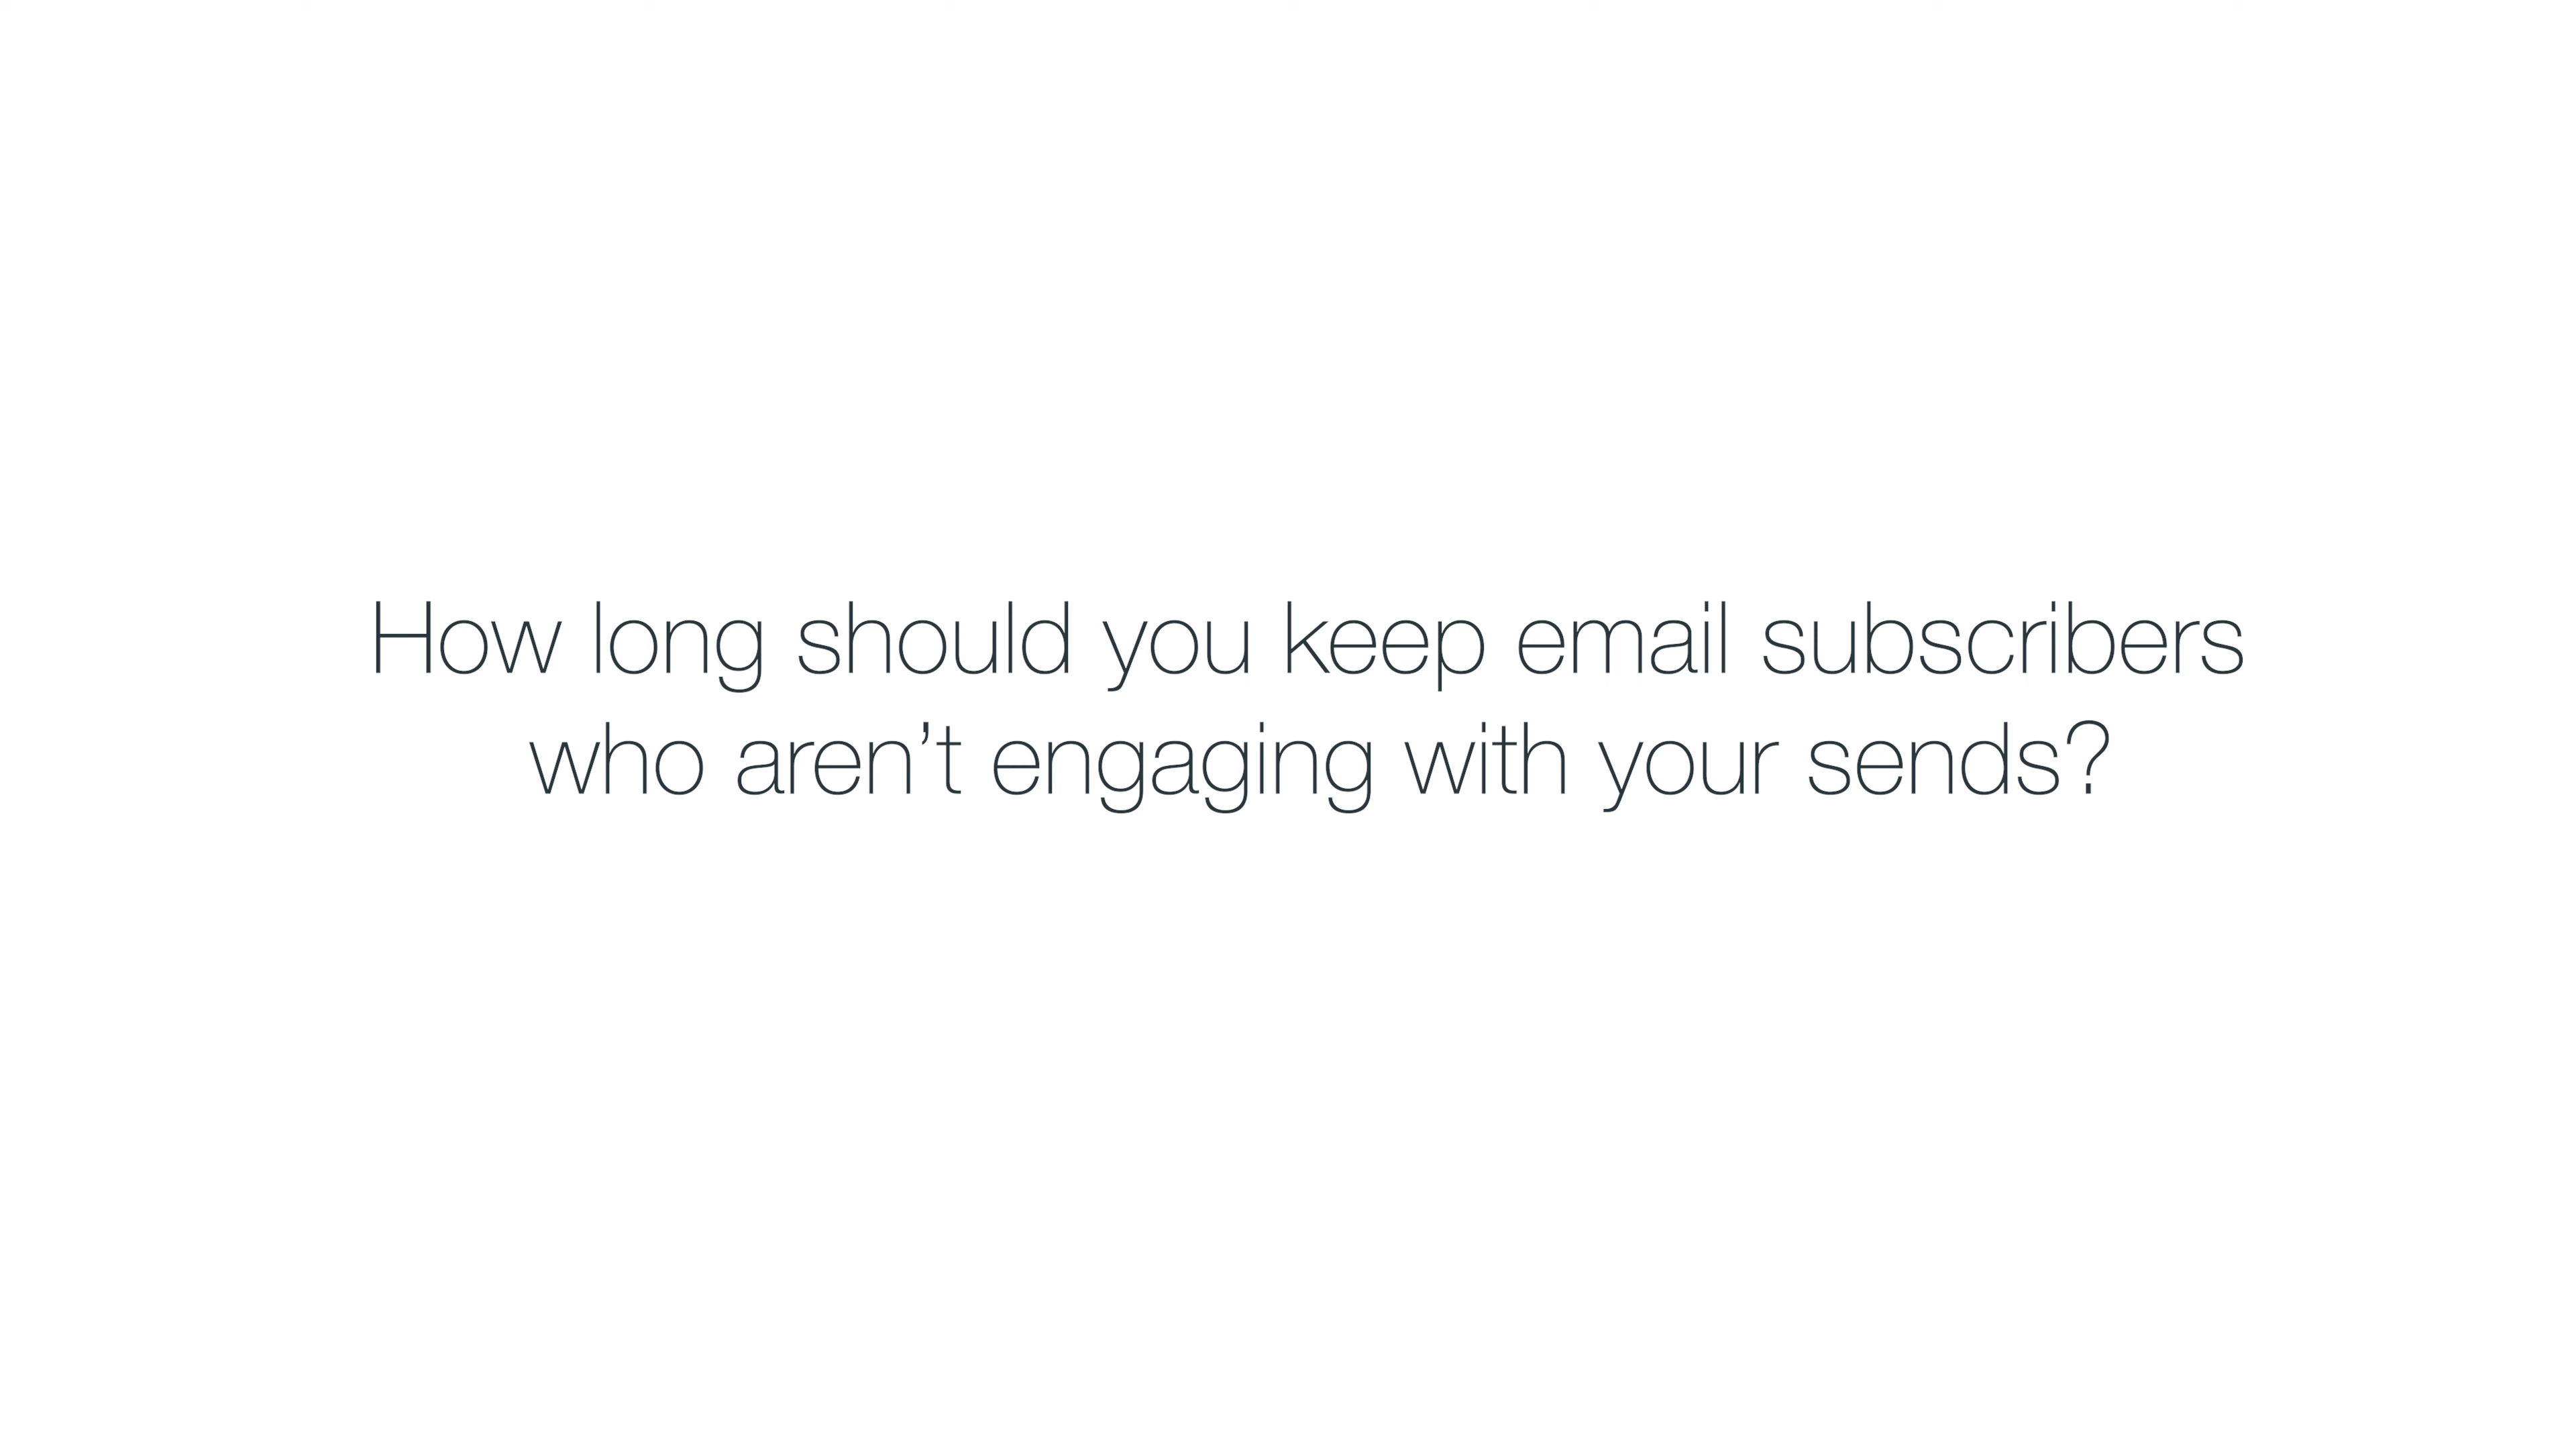 How long should you keep email subscribers
who aren’t engaging with your sends?